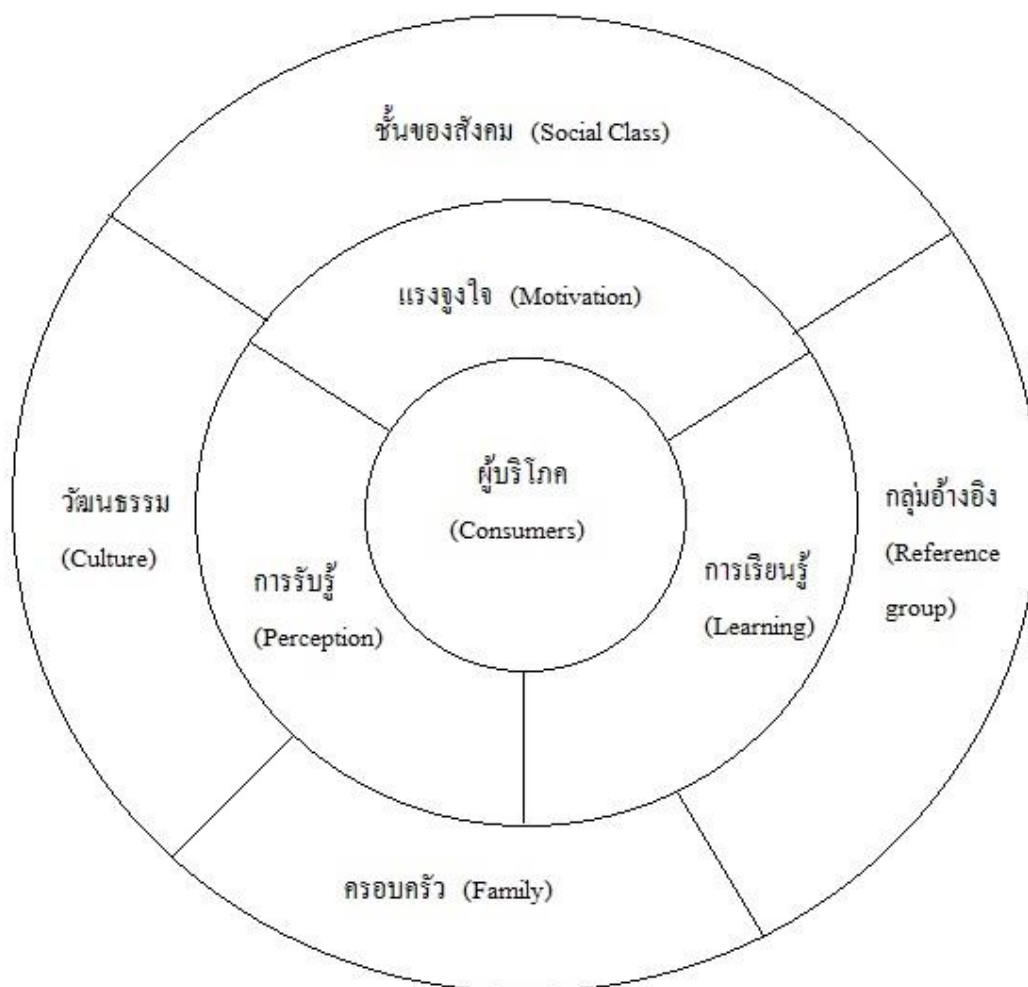 ชั้นของสังคม (Social Class)
แรงจูงใจ (Motivation)
ผู้บริโภค
(Consumers)
วัฒนธรรม
(Culture)
การรับรู้
(Perception)
การเรียนรู้
(Learning)
กลุ่มอ้างอิง
(Reference
group)
ครอบครัว (Family)